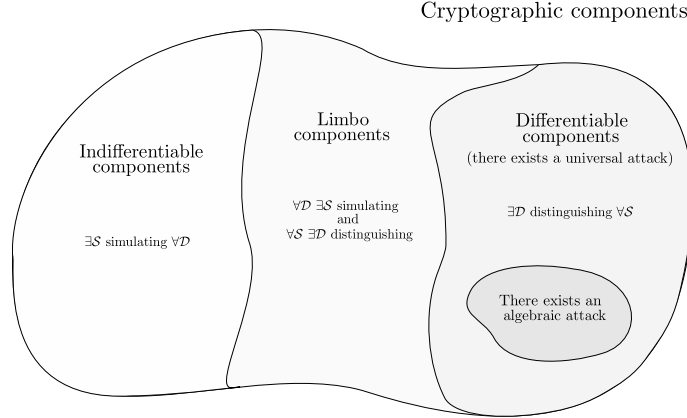 Cryptographic components
Indifferentiable
components
∃𝒮 simulating ∀𝒟
Limbo
components
∀𝒟 ∃𝒮 simulating
and
∀𝒮 ∃𝒟 distinguishing
Differentiable
components
(there exists a universal attack)
∃𝒟 distinguishing ∀𝒮
There exists an
algebraic attack